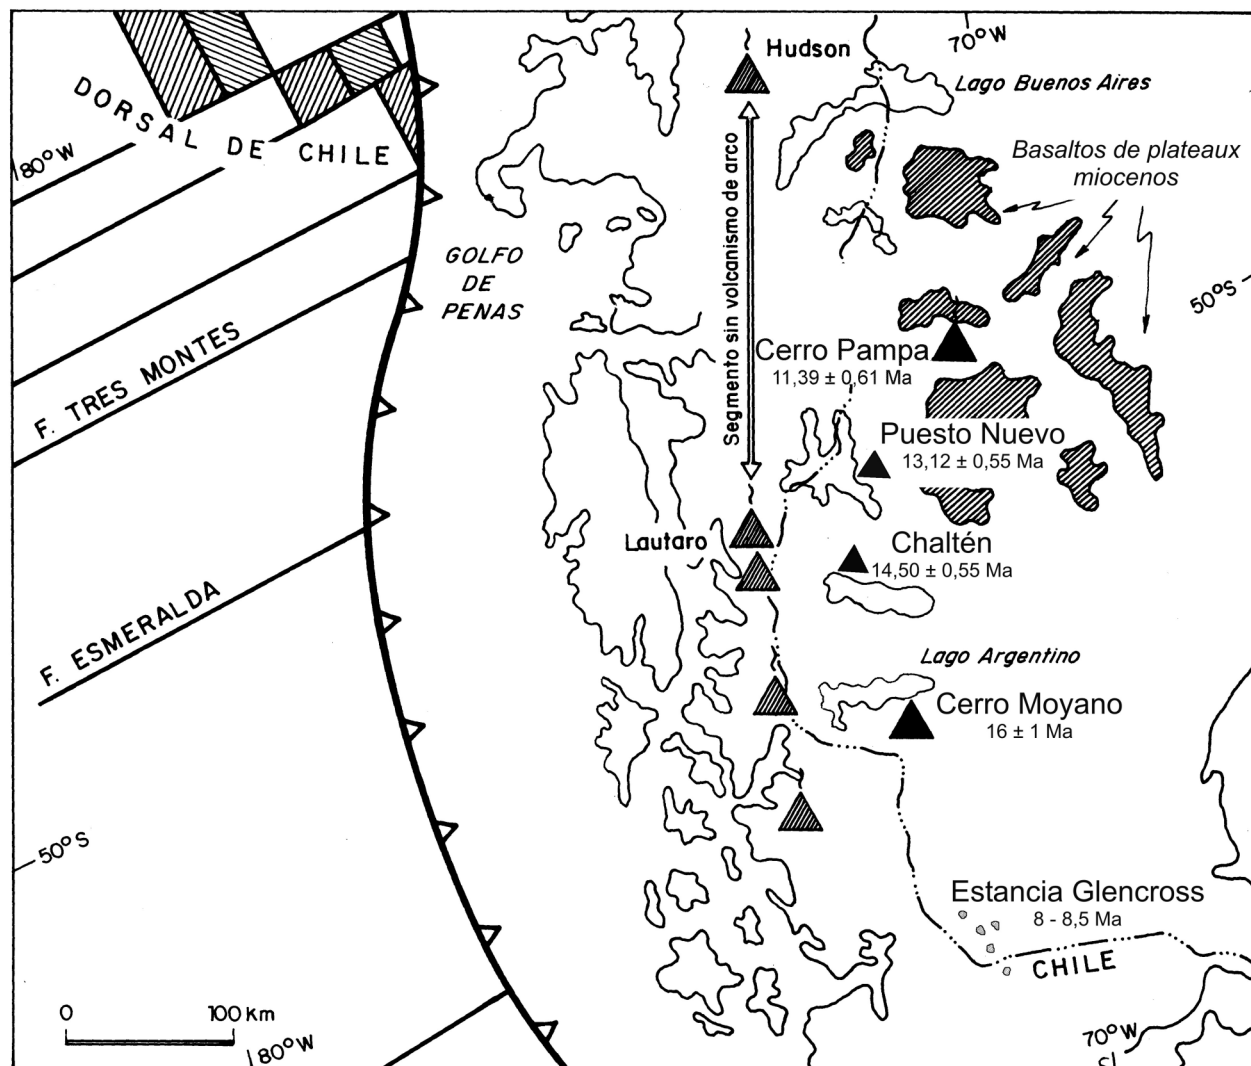 Hudson
70°W
Lago Buenos Aires
DORSAL DE CHILE
80°W
Basaltos de plateaux
miocenos
Segmento sin volcanismo de arco
GOLFO
DE
PENAS
50°S
F. TRES MONTES
Cerro Pampa
11,39 ± 0,61 Ma
Puesto Nuevo
13,12 ± 0,55 Ma
Lautaro
Chaltén
14,50 ± 0,55 Ma
F. ESMERALDA
Lago Argentino
Cerro Moyano
16 ± 1 Ma
50°S
Estancia Glencross
8 - 8,5 Ma
CHILE
0 100 Km
80°W
70°W